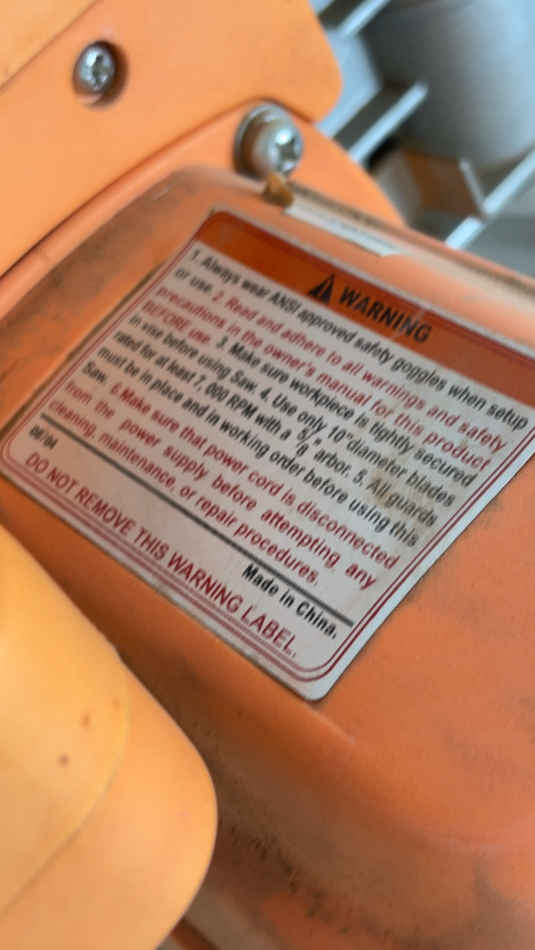 WARNING
1. Always wear ANSI approved safety goggles when setup
or use. 2. Read and adhere to all warnings and safety
precautions in the owner's manual for this product
BEFORE use. 3. Make sure workpiece is tightly secured
in vise before using Saw. 4. Use only 10" diameter blades
rated for at least 7, 000 RPM with a 5/8" arbor. 5. All guards
must be in place and in working order before using this
Saw. 6. Make sure that power cord is disconnected
from the power supply before attempting any
cleaning, maintenance, or repair procedures.
Made in China.
DO NOT REMOVE THIS WARNING LABEL.